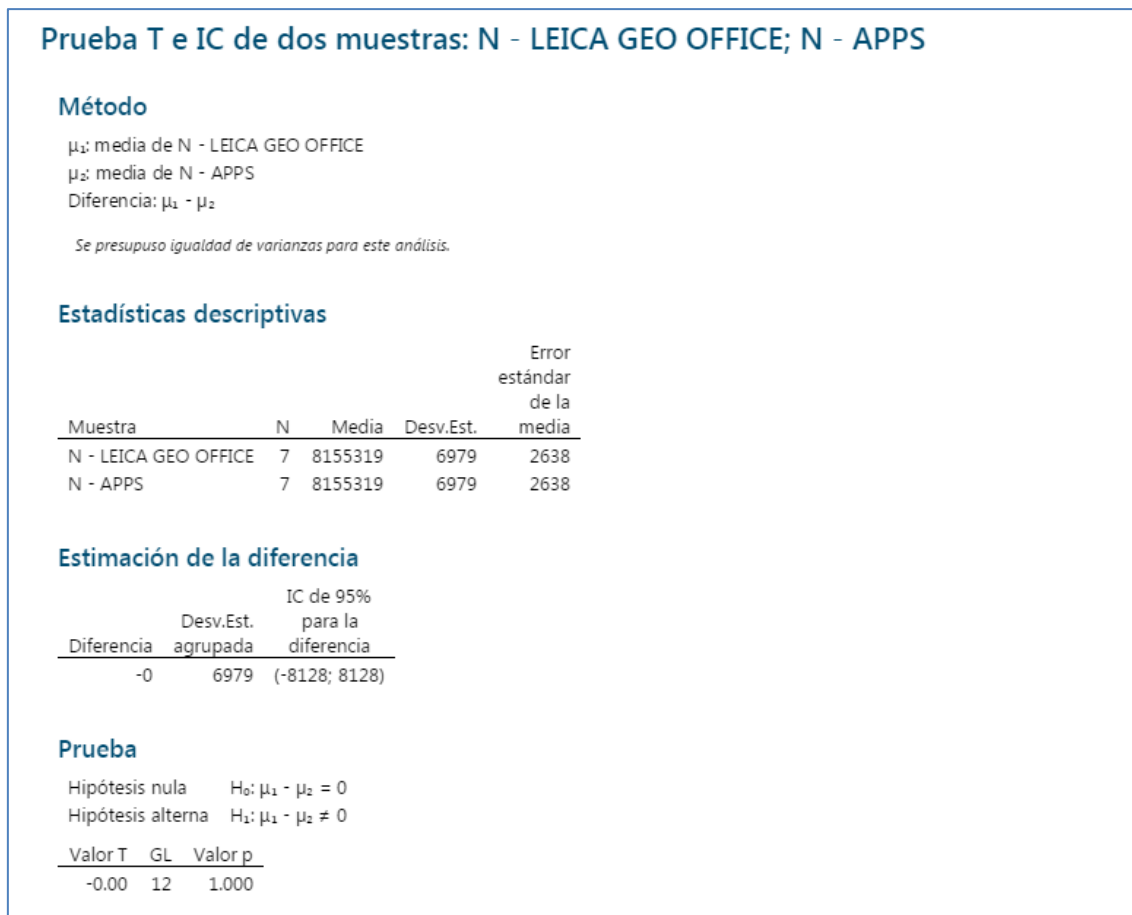 Prueba T e IC de dos muestras: N - LEICA GEO OFFICE; N - APPS
Método
μ₁: media de N - LEICA GEO OFFICE
μ₂: media de N - APPS
Diferencia: μ₁ - μ₂
Se presupuso igualdad de varianzas para este análisis.
Estadísticas descriptivas
Error
estándar
de la
Muestra N Media Desv.Est. media
N - LEICA GEO OFFICE 7 8155319 6979 2638
N - APPS 7 8155319 6979 2638
Estimación de la diferencia
IC de 95%
Desv.Est. para la
Diferencia agrupada diferencia
-0 6979 (-8128; 8128)
Prueba
Hipótesis nula H₀: μ₁ - μ₂ = 0
Hipótesis alterna H₁: μ₁ - μ₂ ≠ 0
Valor T GL Valor p
-0.00 12 1.000